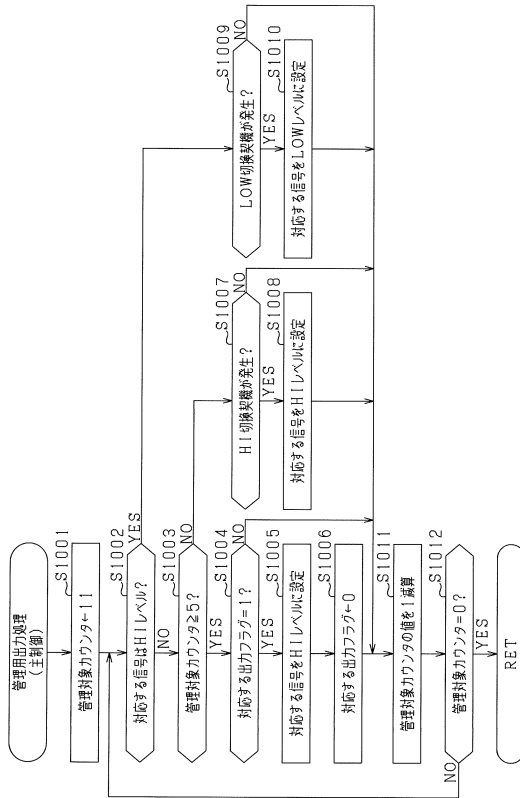 管理用出力処理
(主制御)
S1001
管理対象カウンタ←11
S1002
対応する信号はHIレベル?
YES
NO
S1003
管理対象カウンタ≧5?
NO
YES
S1004
対応する出力フラグ=1?
NO
YES
S1005
対応する信号をHIレベルに設定
S1006
対応する出力フラグ←0
S1007
HI切換契機が発生?
NO
YES
S1008
対応する信号をHIレベルに設定
S1009
LOW切換契機が発生?
NO
YES
S1010
対応する信号をLOWレベルに設定
S1011
管理対象カウンタの値を1減算
S1012
管理対象カウンタ=0?
NO
YES
RET